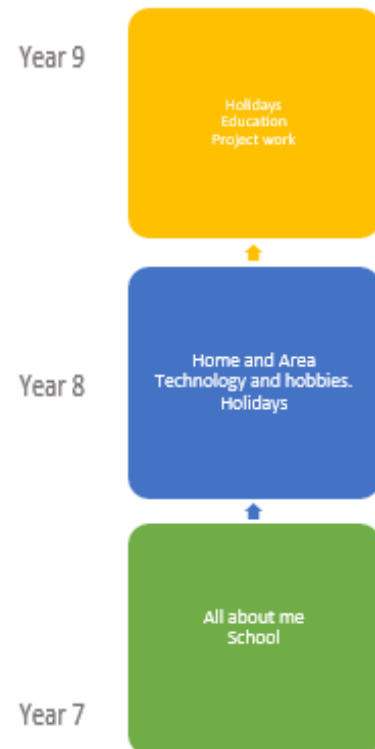 Year 9
Holidays
Education
Project work
Year 8
Home and Area
Technology and hobbies.
Holidays
All about me
School
Year 7